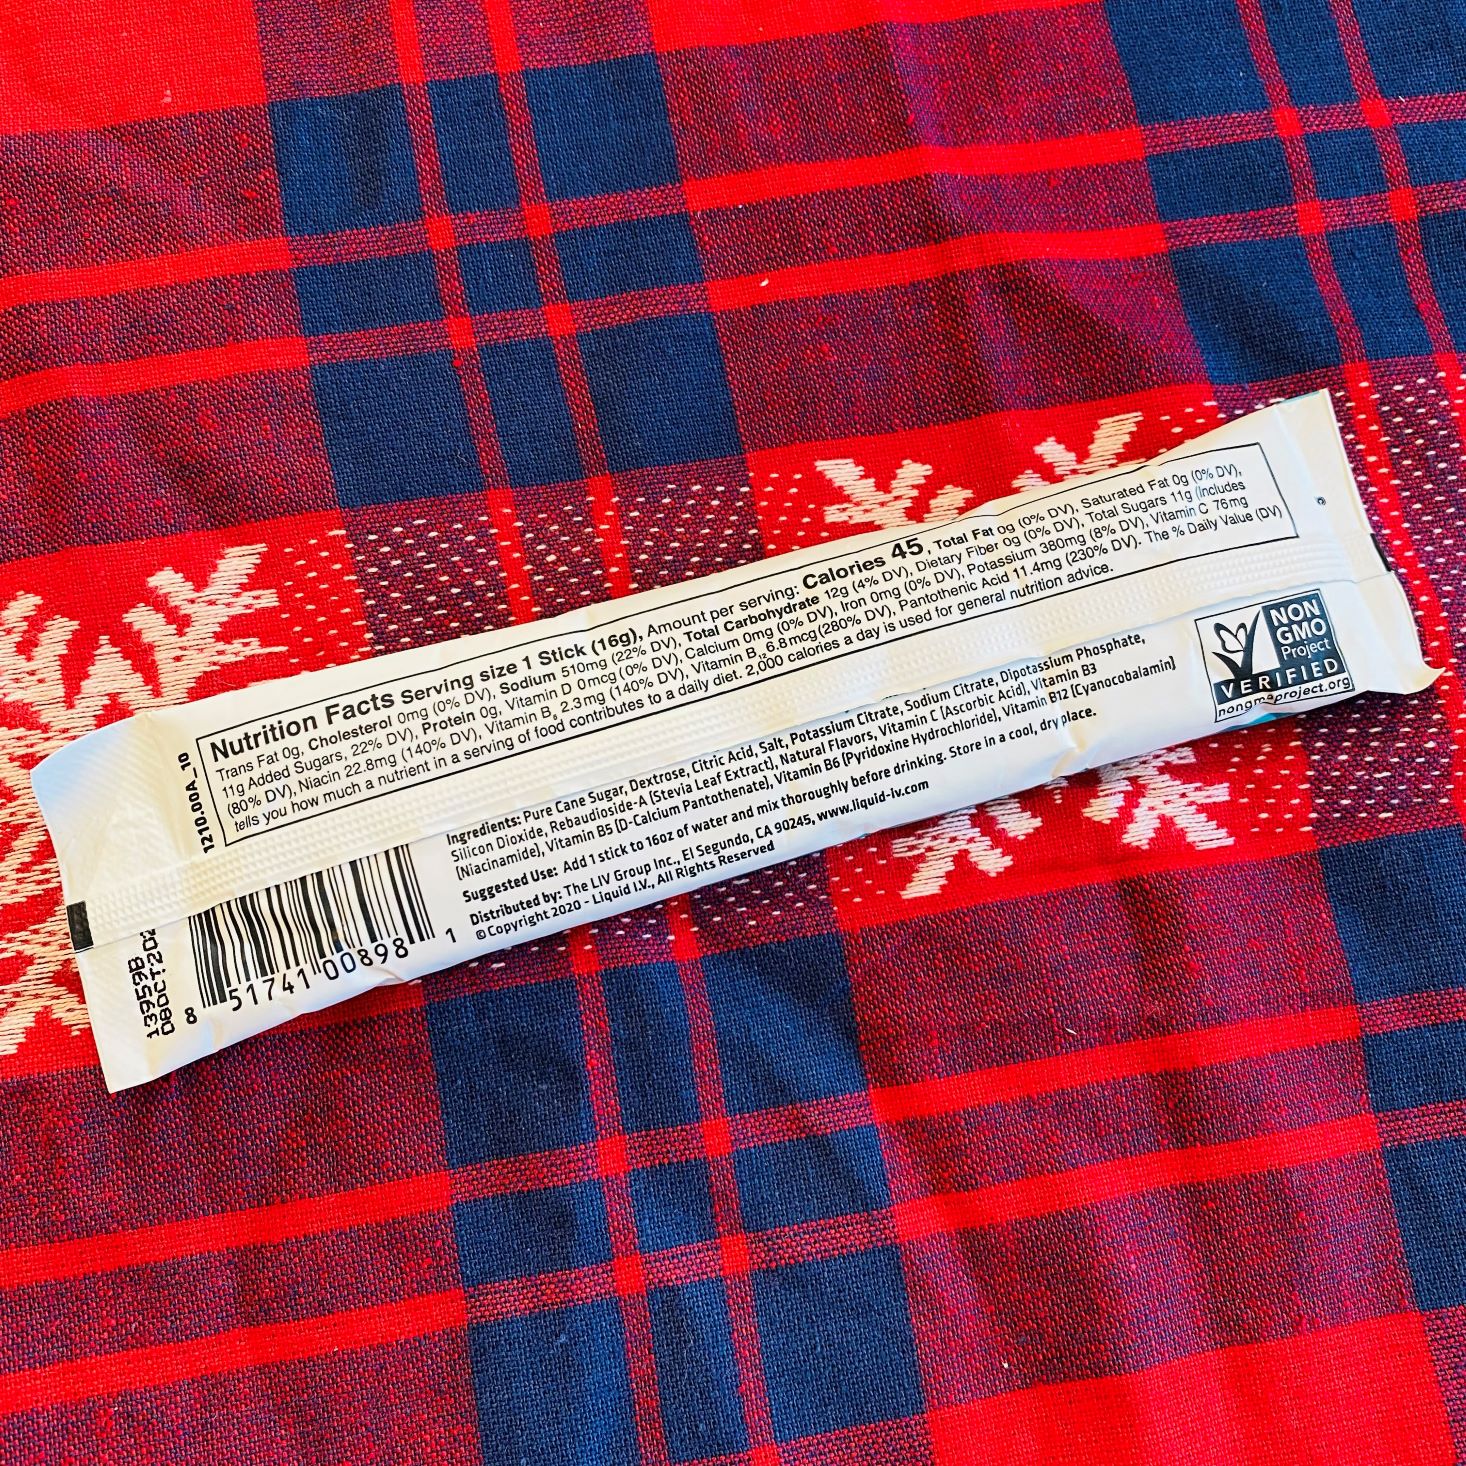 Nutrition Facts Serving size 1 Stick (16g), Amount per serving: Calories 45, Total Fat 0g (0% DV), Saturated Fat 0g (0% DV),
Trans Fat 0g, Cholesterol 0mg (0% DV), Sodium 510mg (22% DV), Total Carbohydrate 12g (4% DV), Dietary Fiber 0g (0% DV), Total Sugars 11g (Includes
11g Added Sugars, 22% DV), Protein 0g, Vitamin D 0mcg (0% DV), Calcium 0mg (0% DV), Iron 0mg (0% DV), Potassium 380mg (8% DV), Vitamin C 76mg
(80% DV), Niacin 22.8mg (140% DV), Vitamin B₆ 2.3mg (140% DV), Vitamin B₁₂ 6.8mcg (280% DV), Pantothenic Acid 11.4mg (230% DV). The % Daily Value (DV)
tells you how much a nutrient in a serving of food contributes to a daily diet. 2,000 calories a day is used for general nutrition advice.
1210.00A_10
Ingredients: Pure Cane Sugar, Dextrose, Citric Acid, Salt, Potassium Citrate, Sodium Citrate, Dipotassium Phosphate,
Silicon Dioxide, Rebaudioside-A (Stevia Leaf Extract), Natural Flavors, Vitamin C (Ascorbic Acid), Vitamin B3
(Niacinamide), Vitamin B5 (D-Calcium Pantothenate), Vitamin B6 (Pyridoxine Hydrochloride), Vitamin B12 (Cyanocobalamin)
Suggested Use: Add 1 stick to 16oz of water and mix thoroughly before drinking. Store in a cool, dry place.
Distributed by: The LIV Group Inc., El Segundo, CA 90245, www.liquid-iv.com
©Copyright 2020 - Liquid I.V., All Rights Reserved
NON
GMO
Project
VERIFIED
nongmoproject.org
8 51741 00898 1
13959B
08OCT202